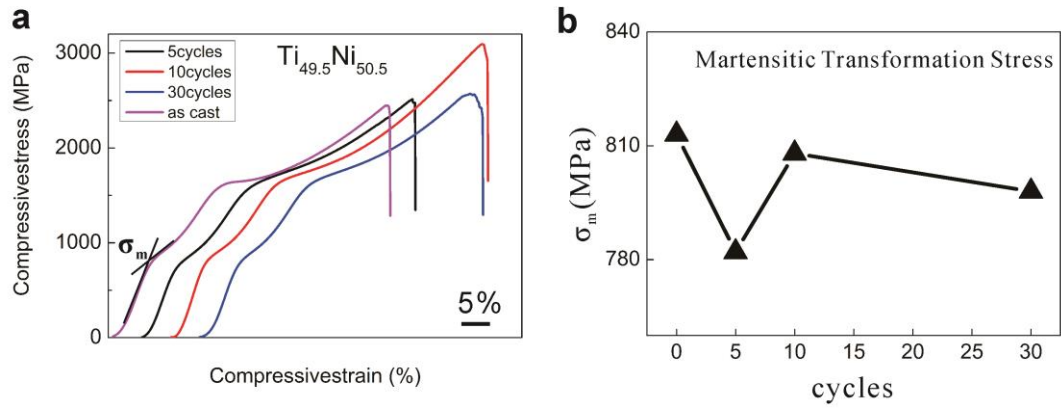 a
3000
2000
1000
0
Compressivestress (MPa)
5cycles
10cycles
30cycles
as cast
Ti49.5Ni50.5
σm
5%
Compressivestrain (%)
b
840
810
780
σm (MPa)
Martensitic Transformation Stress
0 5 10 15 20 25 30
cycles